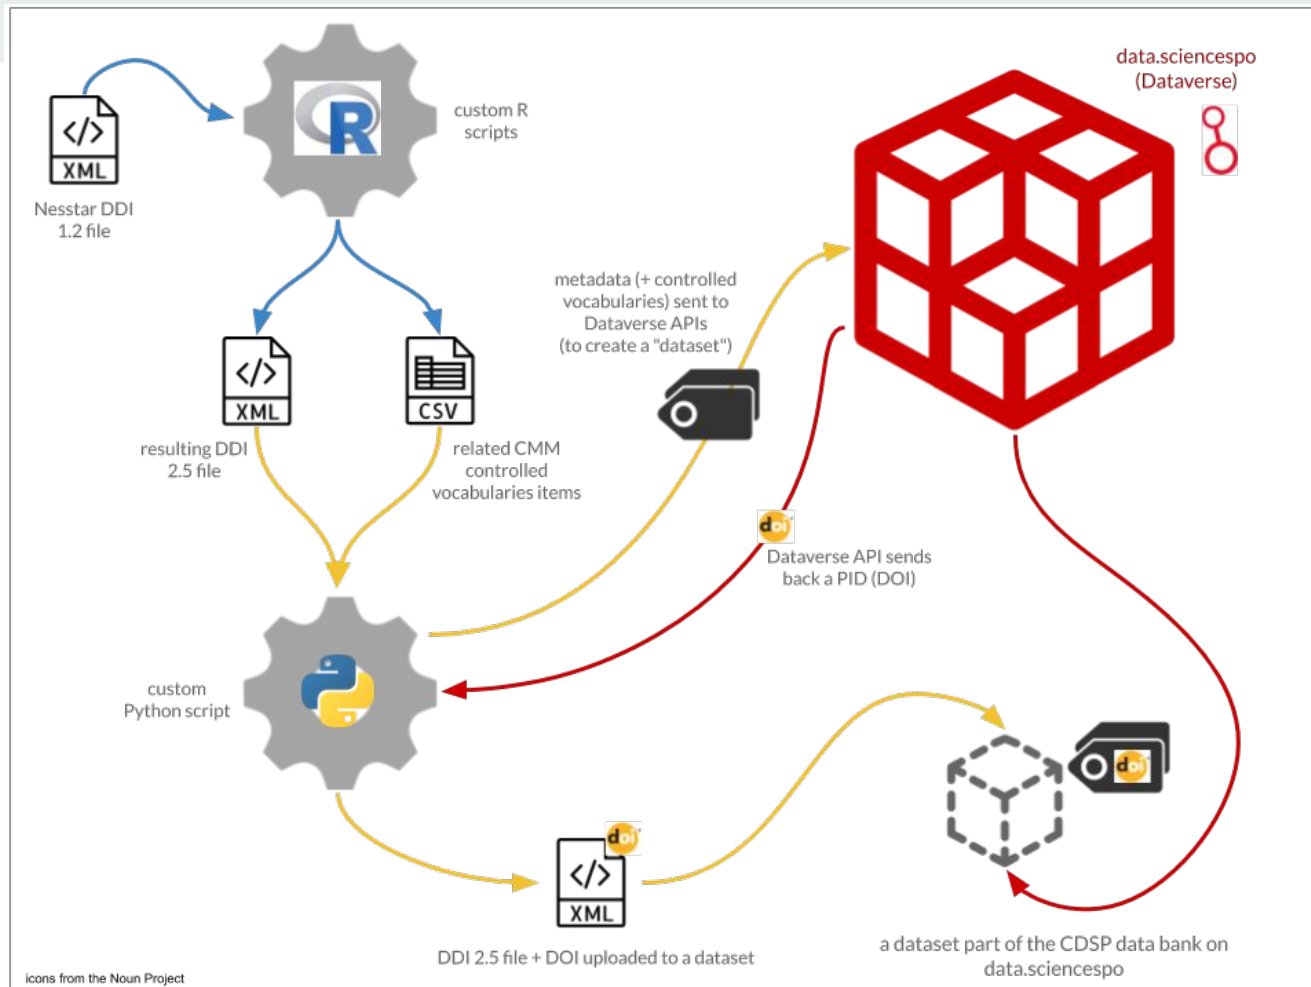 data.sciencespo
(Dataverse)
custom R
scripts
XML
Nesstar DDI
1.2 file
R
metadata (+ controlled
vocabularies) sent to
Dataverse APIs
(to create a "dataset")
XML
CSV
resulting DDI
2.5 file
related CMM
controlled
vocabularies items
doi
Dataverse API sends
back a PID (DOI)
custom
Python script
doi
doi
XML
DDI 2.5 file + DOI uploaded to a dataset
a dataset part of the CDSP data bank on
data.sciencespo
icons from the Noun Project